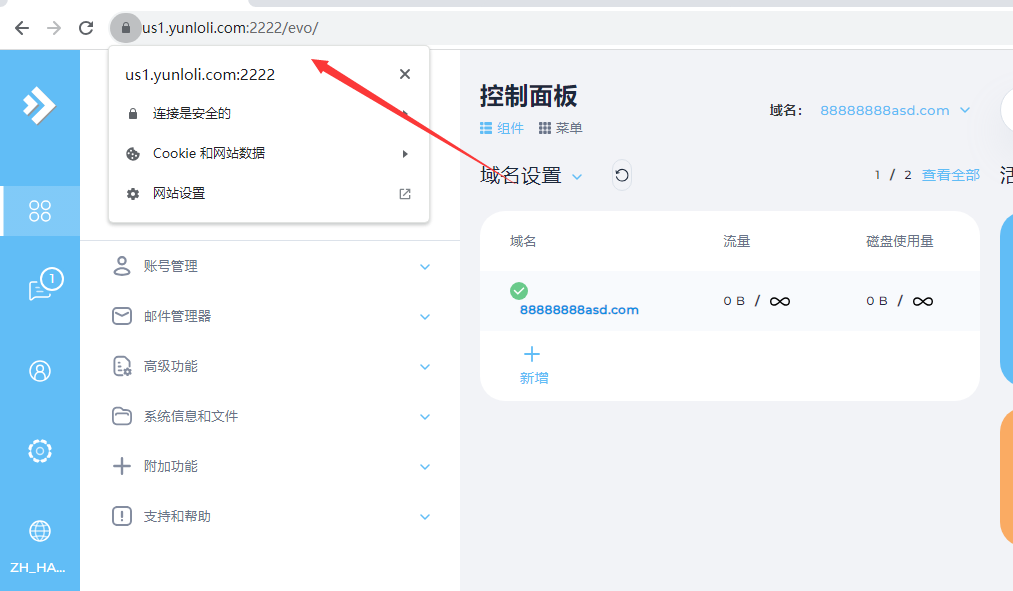 us1.yunloli.com:2222/evo/
us1.yunloli.com:2222
连接是安全的
Cookie 和网站数据
网站设置
1
ZH_HA...
账号管理
邮件管理器
高级功能
系统信息和文件
附加功能
支持和帮助
控制面板
组件 菜单
域名: 88888888asd.com
域名设置
1 / 2 查看全部
活
域名 流量 磁盘使用量
88888888asd.com 0 B / ∞ 0 B / ∞
新增